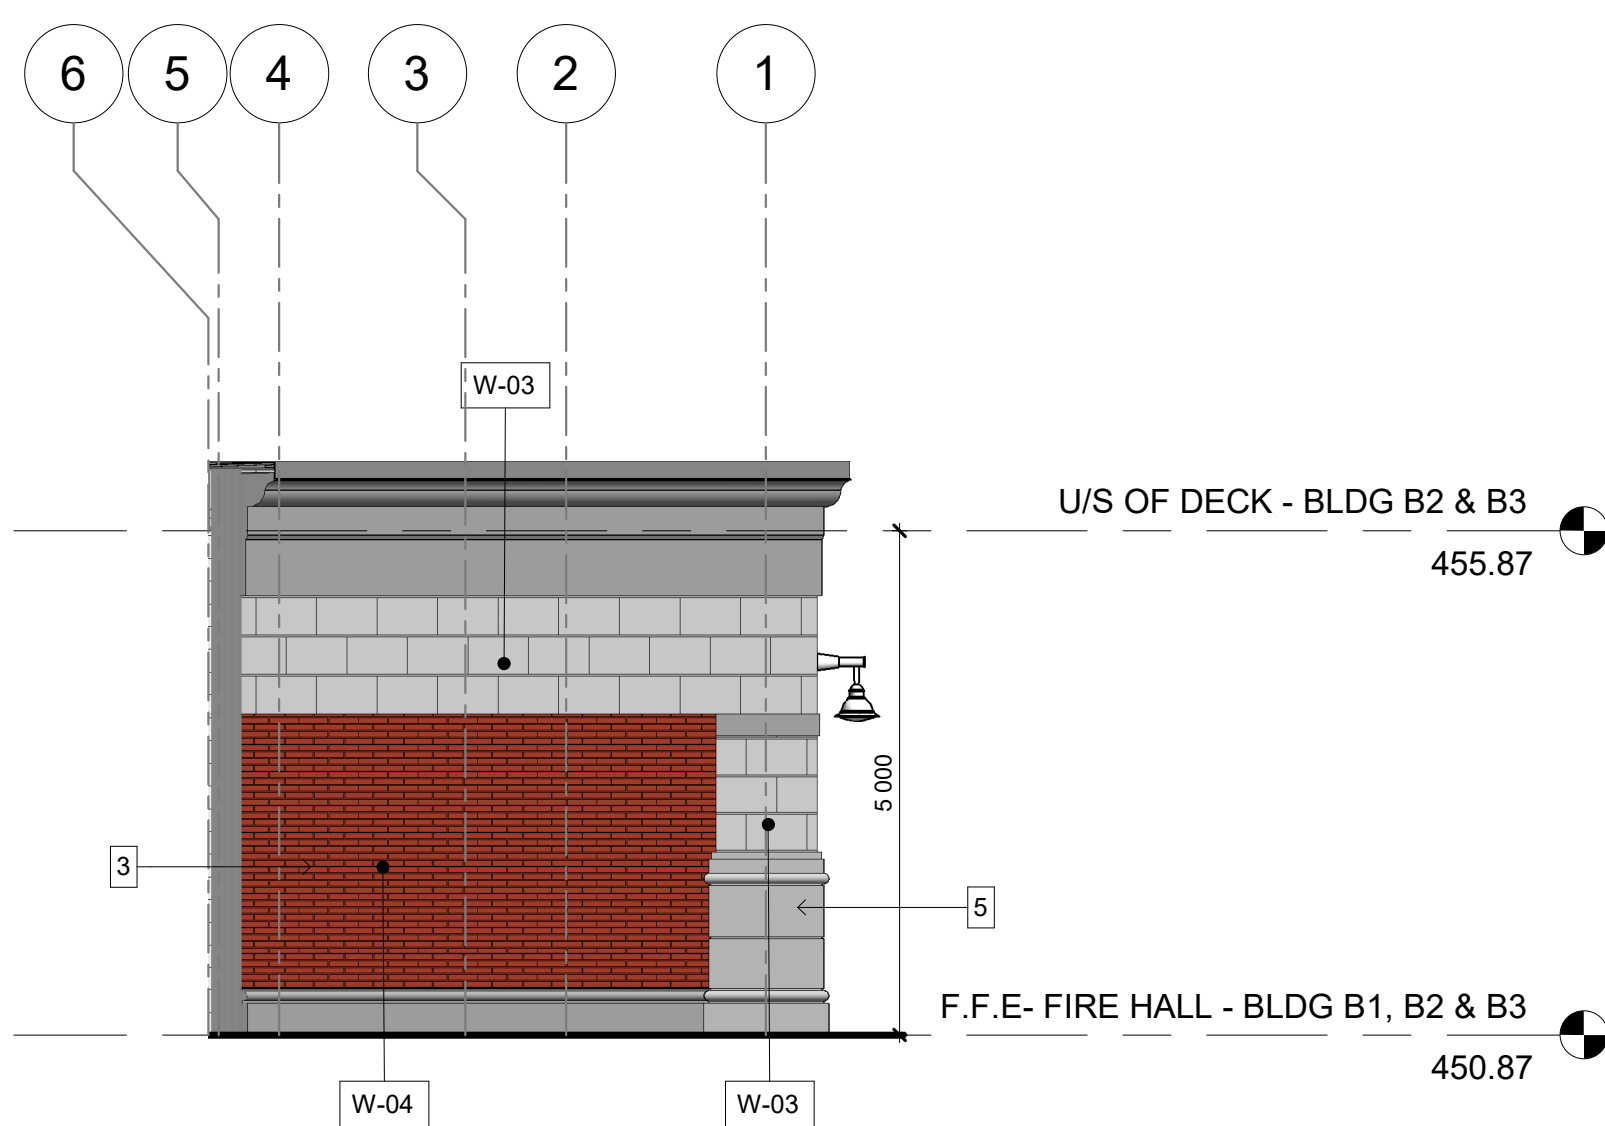 6 5 4 3 2 1
W-03
U/S OF DECK - BLDG B2 & B3
455.87
5 000
3
5
F.F.E- FIRE HALL - BLDG B1, B2 & B3
450.87
W-04
W-03